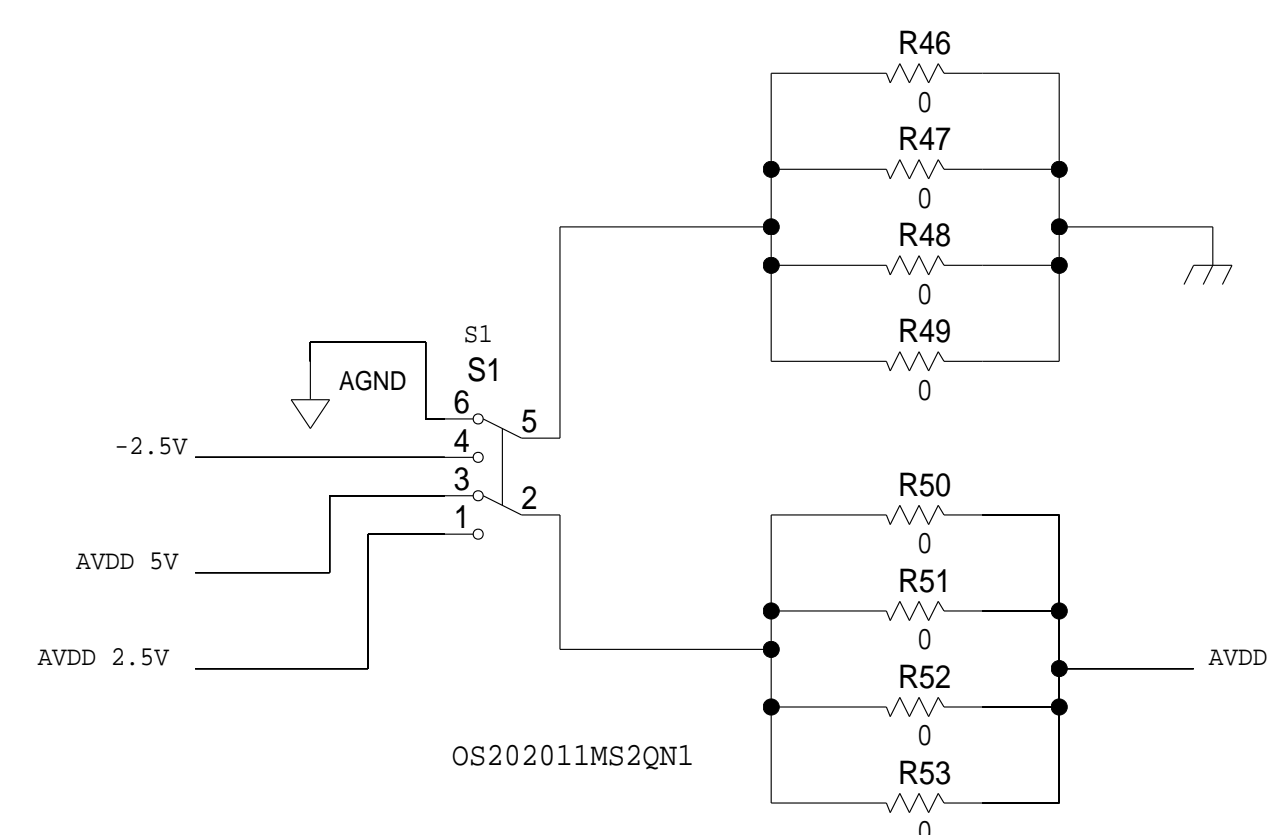 R46
0
R47
0
R48
0
R49
0
S1
S1
AGND
6
5
-2.5V
4
3
2
1
AVDD 5V
AVDD 2.5V
R50
0
R51
0
R52
0
R53
0
AVDD
OS202011MS2QN1